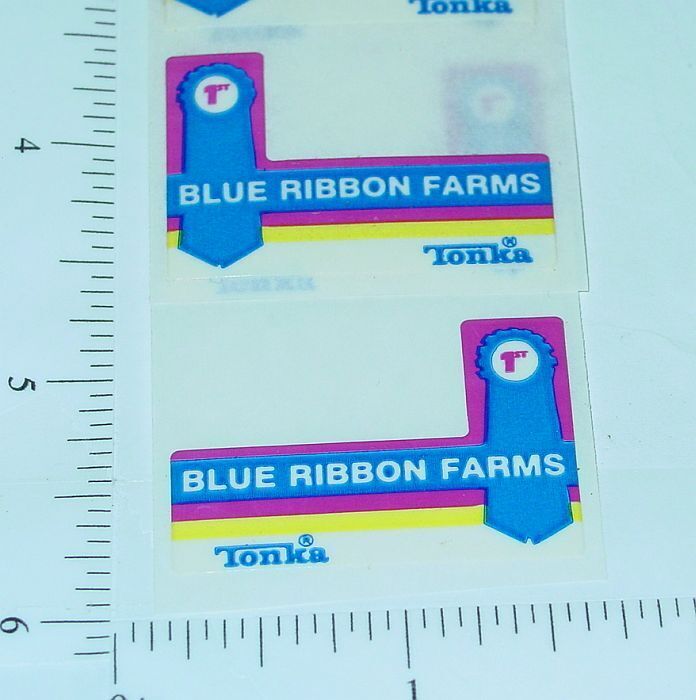 Tonka
1ST
BLUE RIBBON FARMS
Tonka®
1ST
BLUE RIBBON FARMS
Tonka®
4
5
6
1